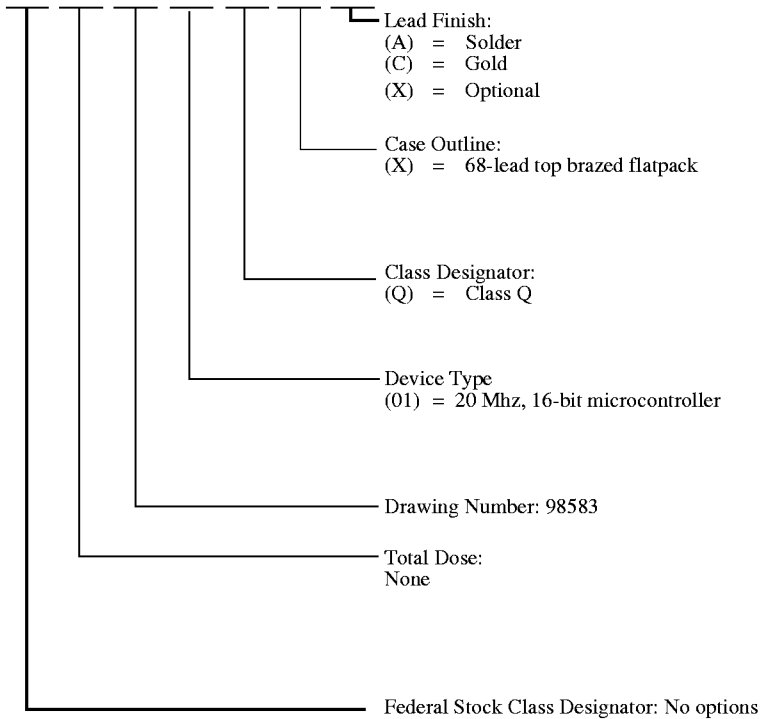 Lead Finish:
(A) = Solder
(C) = Gold
(X) = Optional
Case Outline:
(X) = 68-lead top brazed flatpack
Class Designator:
(Q) = Class Q
Device Type
(01) = 20 Mhz, 16-bit microcontroller
Drawing Number: 98583
Total Dose:
None
Federal Stock Class Designator: No options